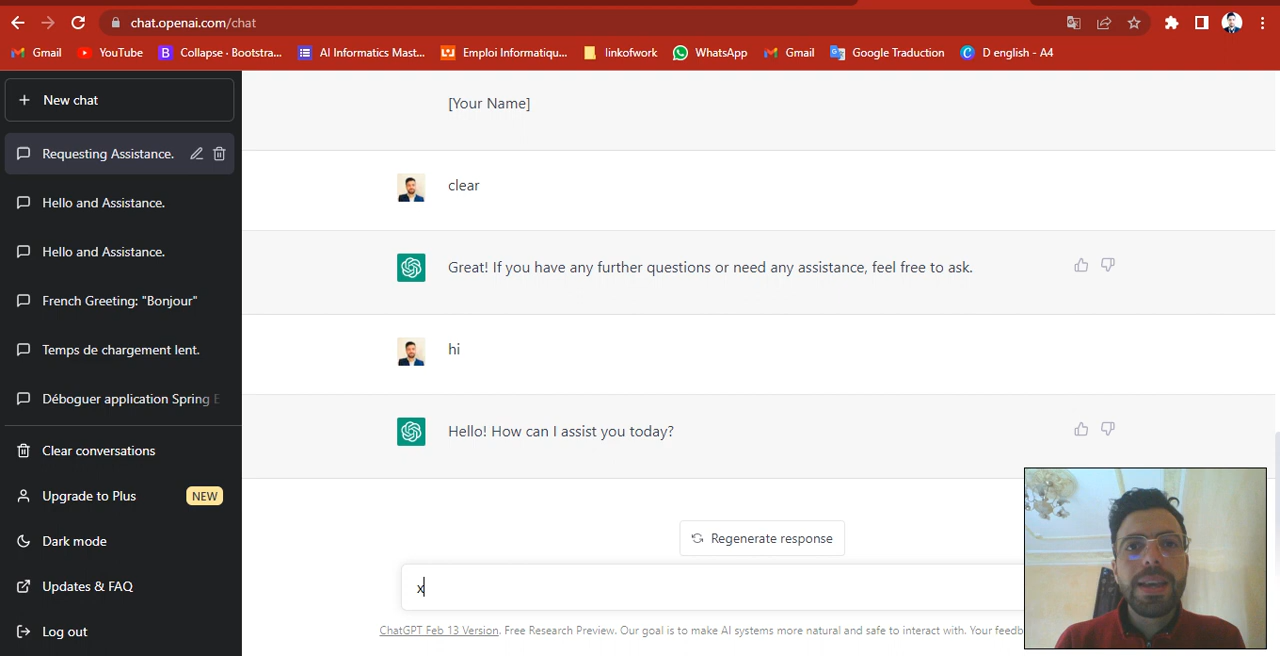 chat.openai.com/chat
Gmail YouTube Collapse · Bootstra... AI Informatics Mast... Emploi Informatiqu... linkofwork WhatsApp Gmail Google Traduction D english - A4
New chat
Requesting Assistance.
Hello and Assistance.
Hello and Assistance.
French Greeting: "Bonjour"
Temps de chargement lent.
Déboguer application Spring
Clear conversations
Upgrade to Plus NEW
Dark mode
Updates & FAQ
Log out
[Your Name]
clear
Great! If you have any further questions or need any assistance, feel free to ask.
hi
Hello! How can I assist you today?
Regenerate response
x
ChatGPT Feb 13 Version. Free Research Preview. Our goal is to make AI systems more natural and safe to interact with. Your feedb